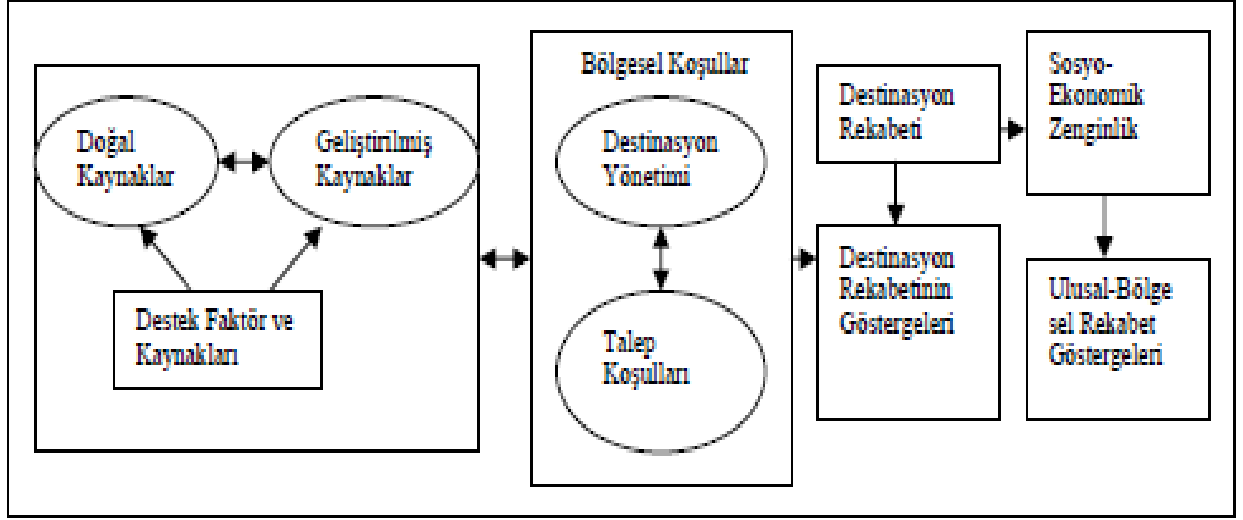 Doğal
Kaynaklar
Geliştirilmiş
Kaynaklar
Destek Faktör ve
Kaynakları
Bölgesel Koşullar
Destinasyon
Yönetimi
Talep
Koşulları
Destinasyon
Rekabeti
Destinasyon
Rekabetinin
Göstergeleri
Sosyo-
Ekonomik
Zenginlik
Ulusal-Bölge
sel Rekabet
Göstergeleri